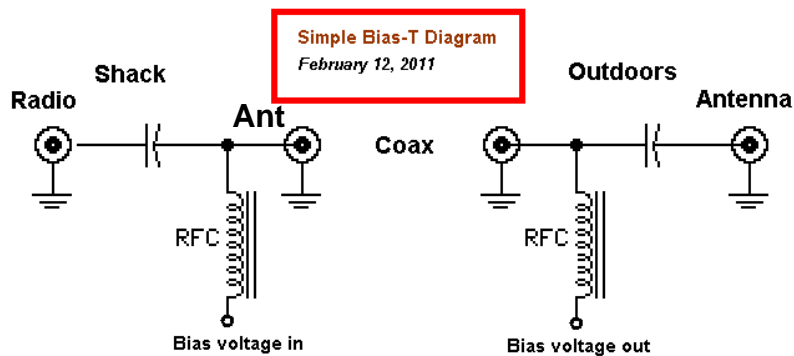 Simple Bias-T Diagram
February 12, 2011
Shack
Outdoors
Radio
Ant
Antenna
Coax
RFC
RFC
Bias voltage in
Bias voltage out